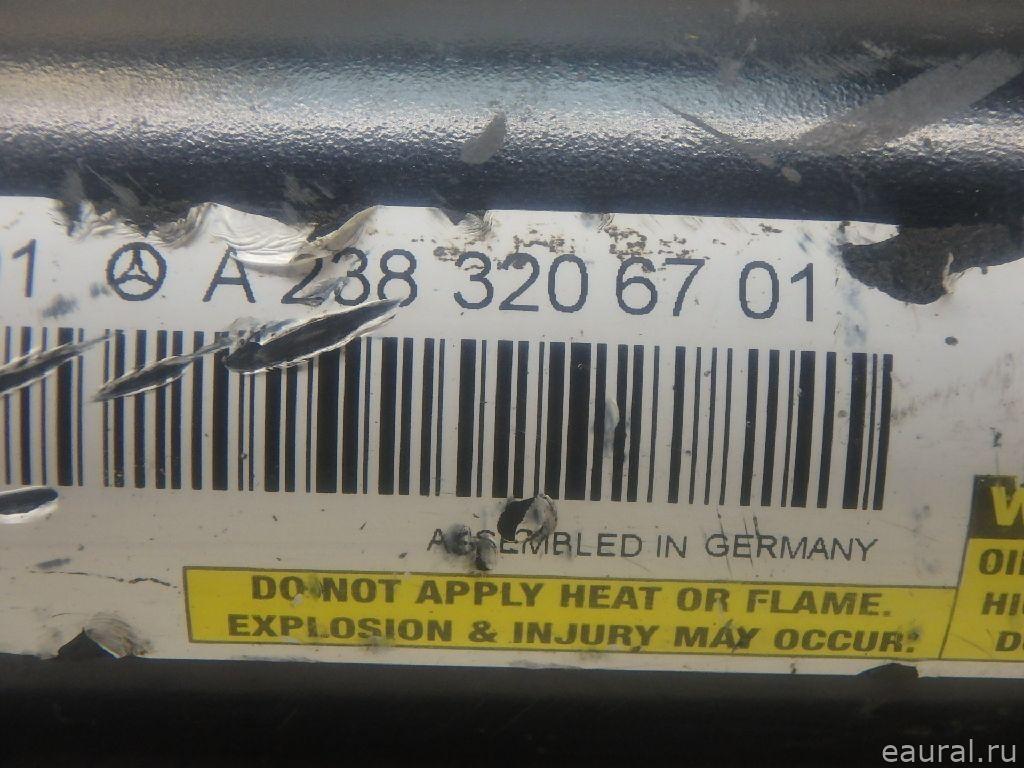 01 A 238 320 67 01
ASSEMBLED IN GERMANY
DO NOT APPLY HEAT OR FLAME.
EXPLOSION & INJURY MAY OCCUR.
eaural.ru